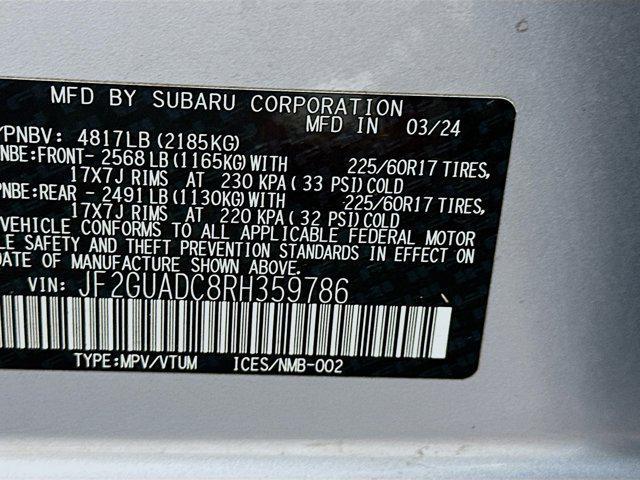 MFD BY SUBARU CORPORATION
MFD IN 03/24
/PNBV: 4817LB (2185KG)
PNBE:FRONT- 2568 LB (1165KG) WITH 225/60R17 TIRES,
17X7J RIMS AT 230 KPA ( 33 PSI) COLD
PNBE:REAR - 2491 LB (1130KG) WITH 225/60R17 TIRES,
17X7J RIMS AT 220 KPA ( 32 PSI) COLD
VEHICLE CONFORMS TO ALL APPLICABLE FEDERAL MOTOR
LE SAFETY AND THEFT PREVENTION STANDARDS IN EFFECT ON
DATE OF MANUFACTURE SHOWN ABOVE.
VIN: JF2GUADC8RH359786
TYPE:MPV/VTUM ICES/NMB-002